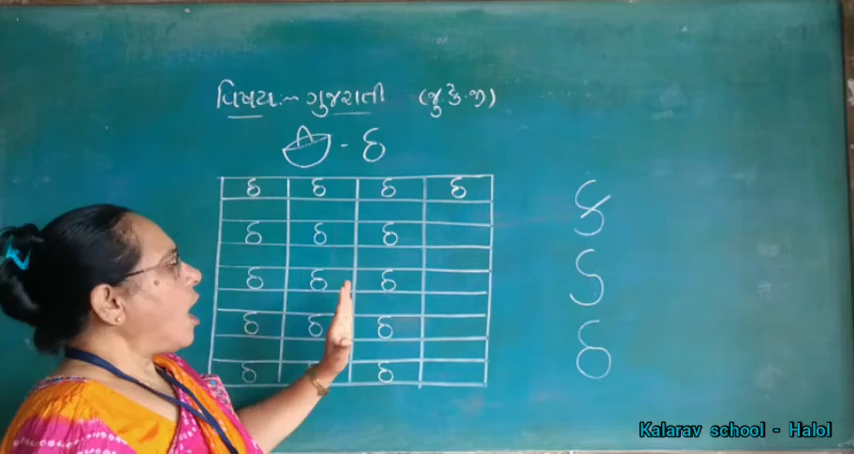 વિષય:- ગુજરાતી (જુ.કે.જી)
- ઠ
ઠ ઠ ઠ ઠ
ઠ ઠ ઠ
ઠ ઠ ઠ
ઠ ઠ ઠ
ઠ ઠ
ક
ડ
ઠ
Kalarav school - Halol